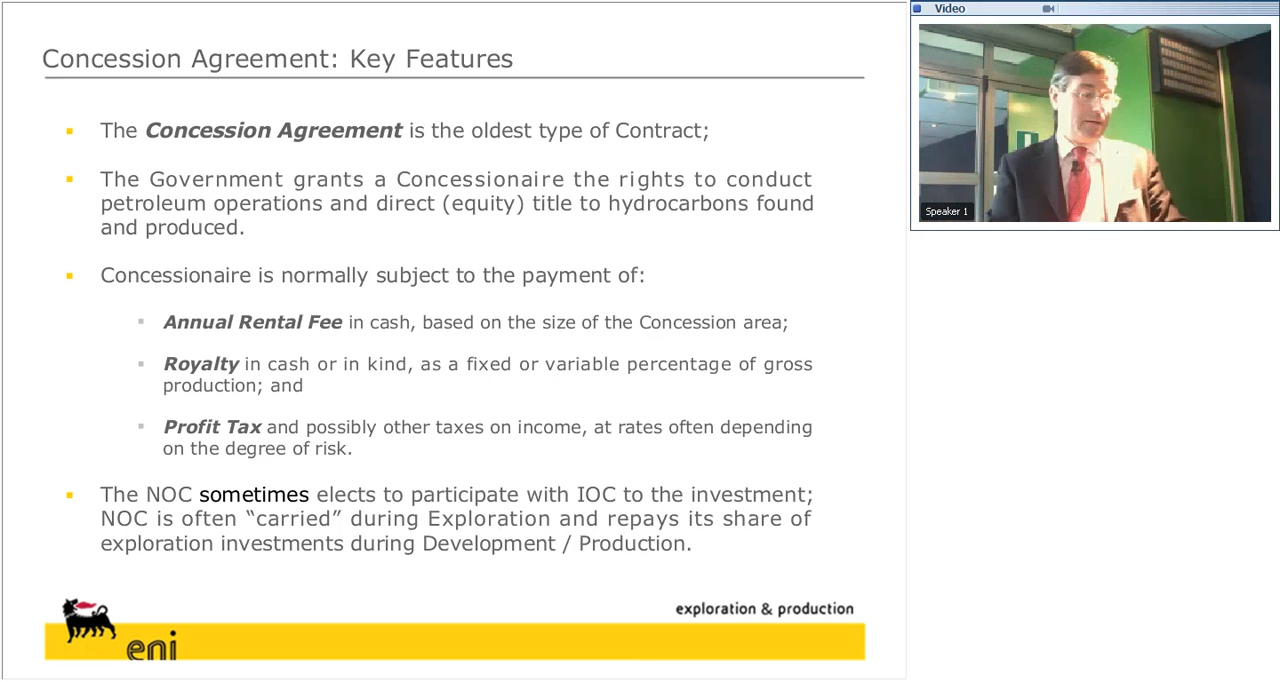 Concession Agreement: Key Features
The Concession Agreement is the oldest type of Contract;
The Government grants a Concessionaire the rights to conduct
petroleum operations and direct (equity) title to hydrocarbons found
and produced.
Concessionaire is normally subject to the payment of:
Annual Rental Fee in cash, based on the size of the Concession area;
Royalty in cash or in kind, as a fixed or variable percentage of gross
production; and
Profit Tax and possibly other taxes on income, at rates often depending
on the degree of risk.
The NOC sometimes elects to participate with IOC to the investment;
NOC is often “carried” during Exploration and repays its share of
exploration investments during Development / Production.
exploration & production
eni
Video
Speaker 1